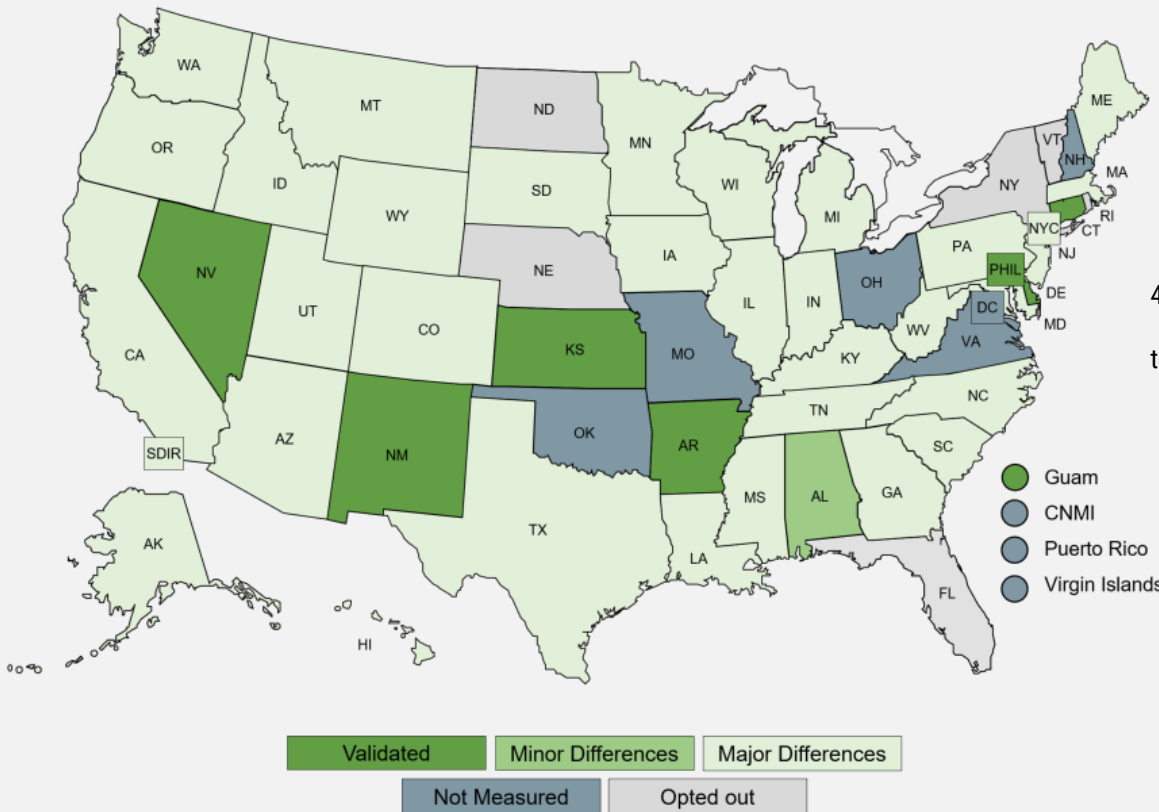 WA
MT
ND
MN
ME
VT
NH
OR
ID
SD
WI
NY
MA
WY
MI
RI
NYC
CT
IA
PA
NJ
NE
PHIL
NV
OH
DE
UT
IL
IN
DC
4
CO
WV
MD
CA
VA
KS
MO
KY
t
NC
TN
OK
AR
SC
SDIR
AZ
NM
MS
AL
GA
Guam
CNMI
TX
AK
LA
Puerto Rico
FL
Virgin Islands
HI
Validated
Minor Differences
Major Differences
Not Measured
Opted out